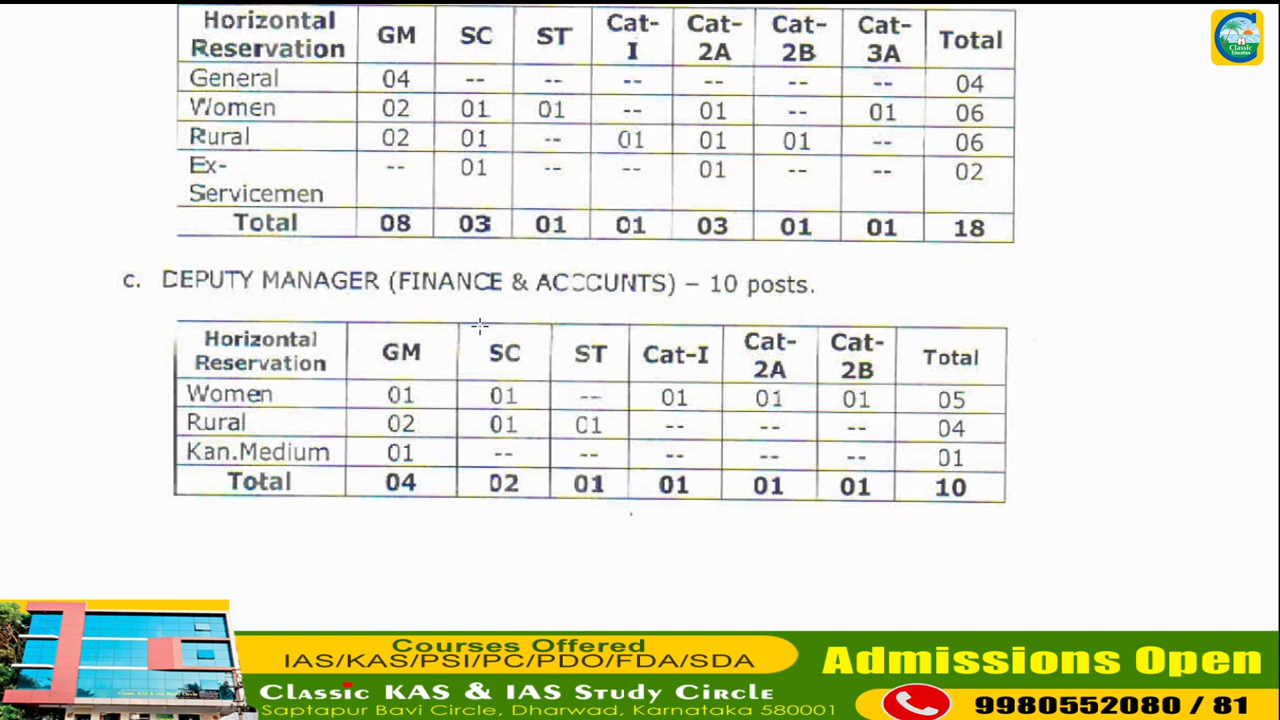 Horizontal Reservation GM SC ST Cat-I Cat-2A Cat-2B Cat-3A Total
General 04 -- -- -- -- -- -- 04
Women 02 01 01 -- 01 -- 01 06
Rural 02 01 -- 01 01 01 -- 06
Ex-Servicemen -- 01 -- -- 01 -- -- 02
Total 08 03 01 01 03 01 01 18
c. DEPUTY MANAGER (FINANCE & ACCOUNTS) – 10 posts.
Horizontal Reservation GM SC ST Cat-I Cat-2A Cat-2B Total
Women 01 01 -- 01 01 01 05
Rural 02 01 01 -- -- -- 04
Kan.Medium 01 -- -- -- -- -- 01
Total 04 02 01 01 01 01 10
Classic Education
Courses Offered
IAS/KAS/PSI/PC/PDO/FDA/SDA
Classic KAS & IAS Study Circle
Saptapur Bavi Circle, Dharwad, Karnataka 580001
Admissions Open
9980552080 / 81